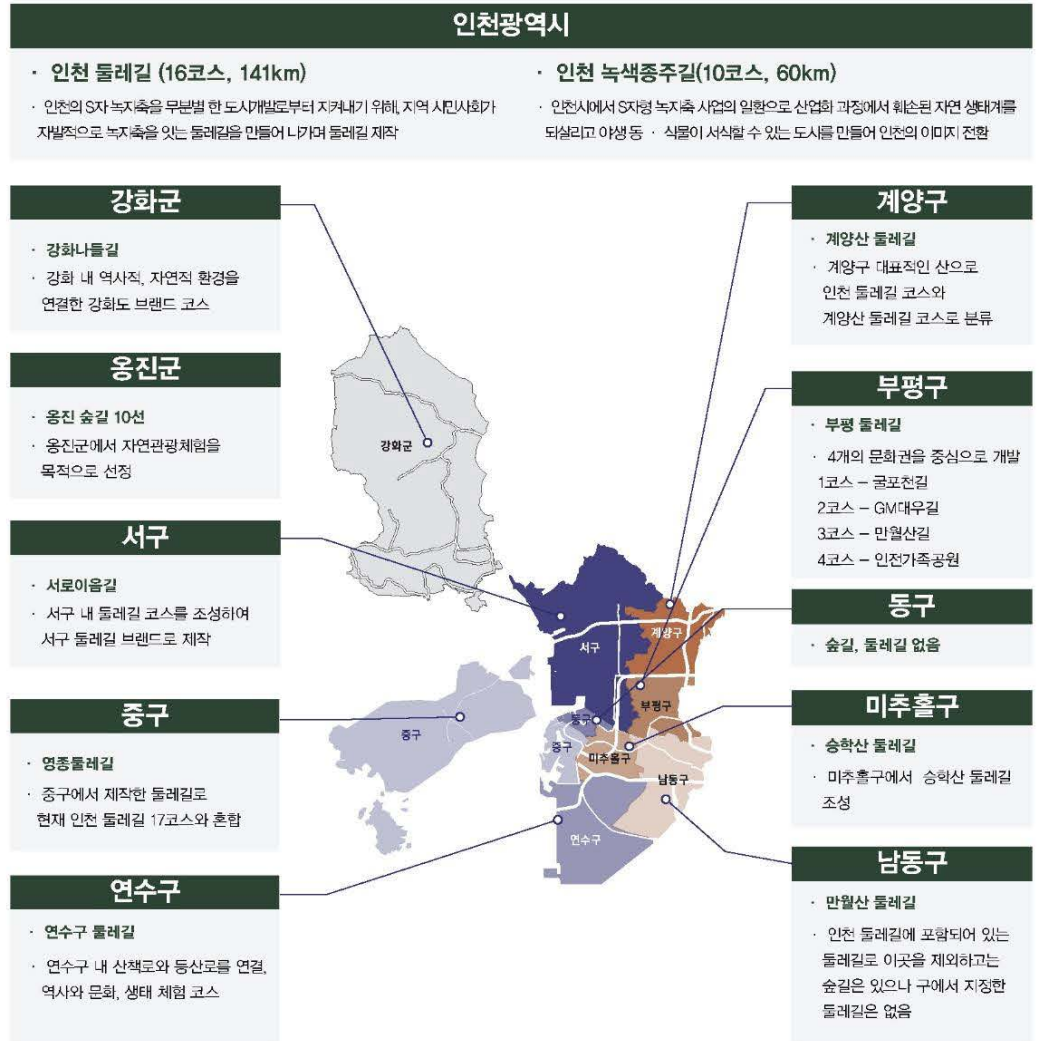 인천광역시
· 인천 둘레길 (16코스, 141km)
· 인천의 S자 녹지축을 무분별 한 도시개발로부터 지켜내기 위해, 지역 시민사회가
자발적으로 녹지축을 잇는 둘레길을 만들어 나가며 둘레길 제작
· 인천 녹색종주길(10코스, 60km)
· 인천시에서 S자형 녹지축 사업의 일환으로 산업화 과정에서 훼손된 자연 생태계를
되살리고 야생 동 · 식물이 서식할 수 있는 도시를 만들어 인천의 이미지 전환
강화군
· 강화나들길
· 강화 내 역사적, 자연적 환경을
연결한 강화도 브랜드 코스
옹진군
· 옹진 숲길 10선
· 옹진군에서 자연관광체험을
목적으로 선정
서구
· 서로이음길
· 서구 내 둘레길 코스를 조성하여
서구 둘레길 브랜드로 제작
중구
· 영종둘레길
· 중구에서 제작한 둘레길로
현재 인천 둘레길 17코스와 혼합
연수구
· 연수구 둘레길
· 연수구 내 산책로와 등산로를 연결,
역사와 문화, 생태 체험 코스
강화군
서구
계양구
부평구
동구
중구
중구
미추홀구
남동구
연수구
계양구
· 계양산 둘레길
· 계양구 대표적인 산으로
인천 둘레길 코스와
계양산 둘레길 코스로 분류
부평구
· 부평 둘레길
· 4개의 문화권을 중심으로 개발
1코스 – 굴포천길
2코스 – GM대우길
3코스 – 만월산길
4코스 – 인전가족공원
동구
· 숲길, 둘레길 없음
미추홀구
· 승학산 둘레길
· 미추홀구에서 승학산 둘레길
조성
남동구
· 만월산 둘레길
· 인천 둘레길에 포함되어 있는
둘레길로 이곳을 제외하고는
숲길은 있으나 구에서 지정한
둘레길은 없음